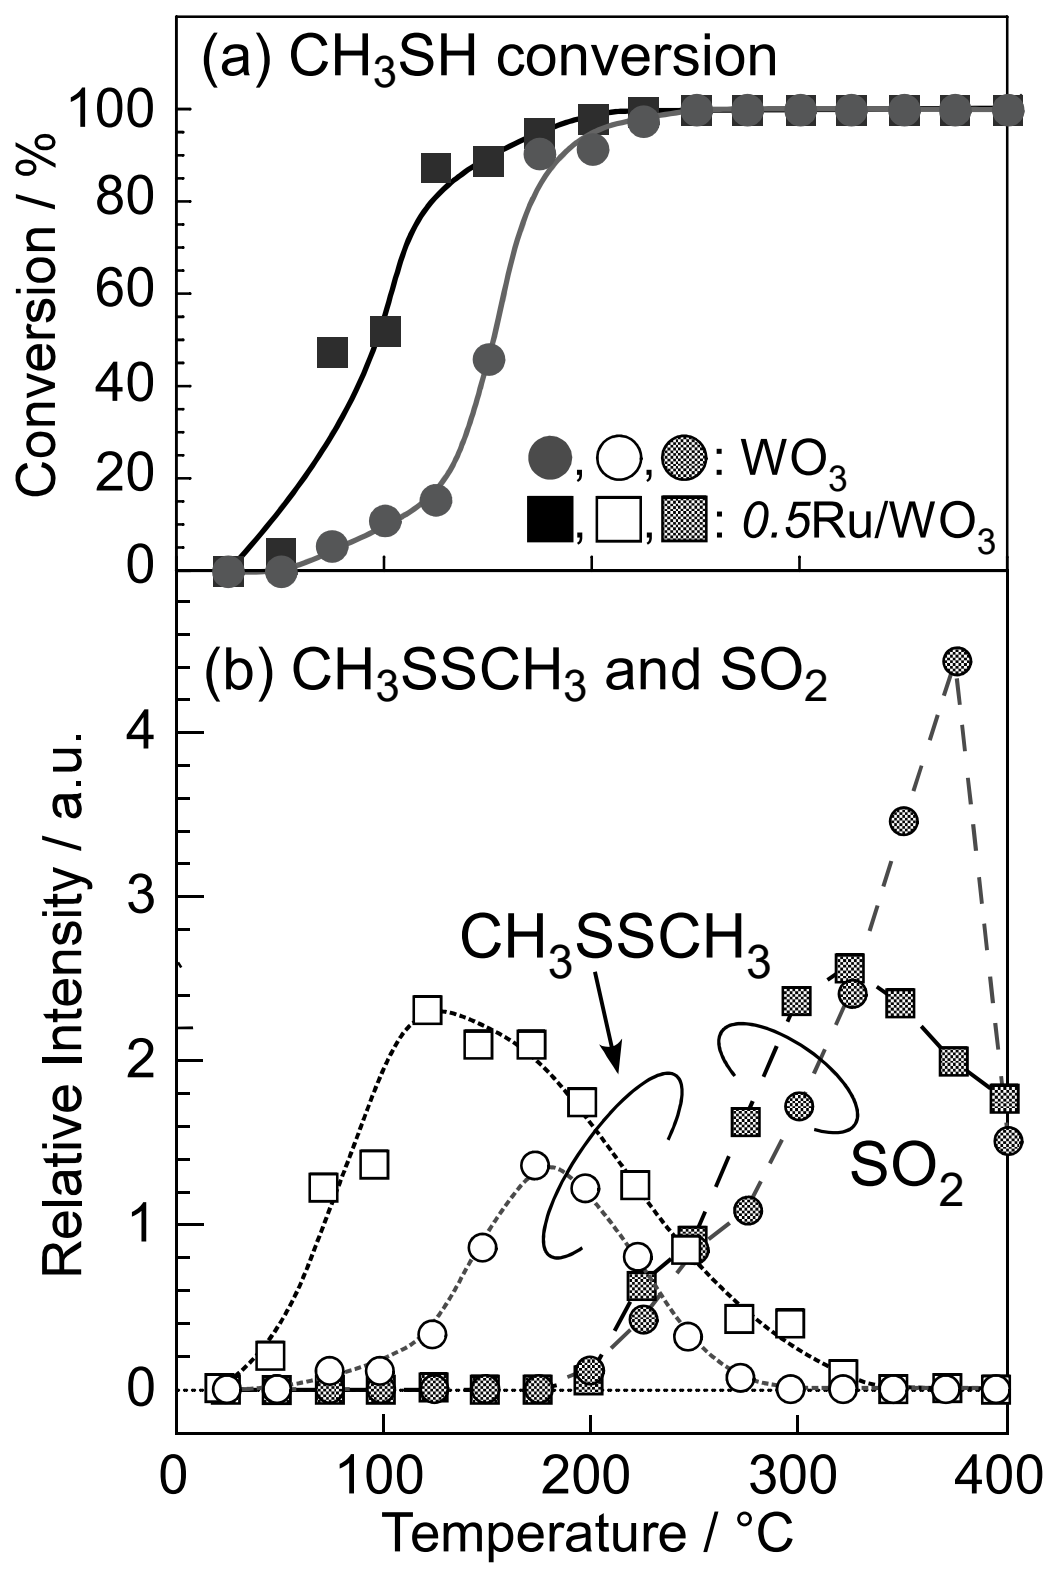 (a) CH₃SH conversion
100
80
60
40
20
0
Conversion / %
, , : WO₃
, , : 0.5Ru/WO₃
(b) CH₃SSCH₃ and SO₂
4
3
2
1
0
Relative Intensity / a.u.
CH₃SSCH₃
SO₂
0 100 200 300 400
Temperature / °C